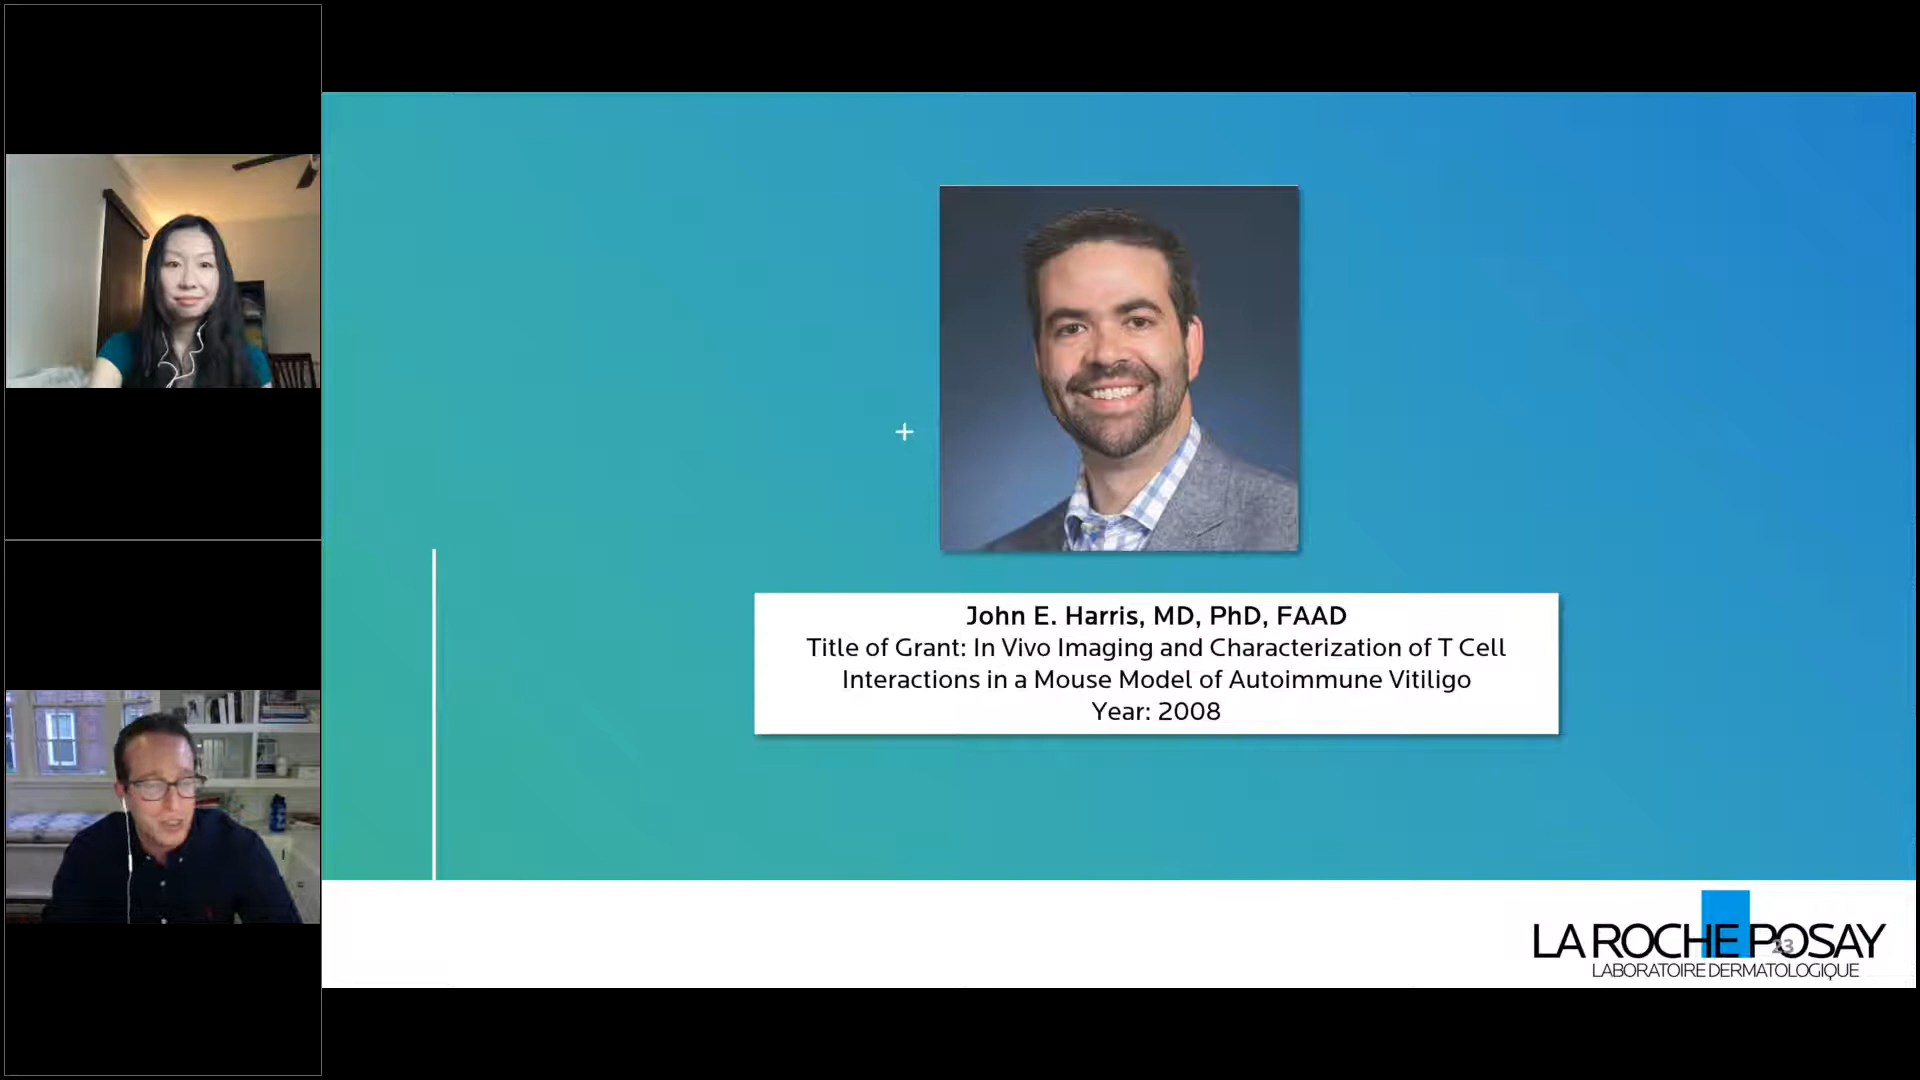 John E. Harris, MD, PhD, FAAD
Title of Grant: In Vivo Imaging and Characterization of T Cell
Interactions in a Mouse Model of Autoimmune Vitiligo
Year: 2008
LA ROCHE POSAY
23
LABORATOIRE DERMATOLOGIQUE